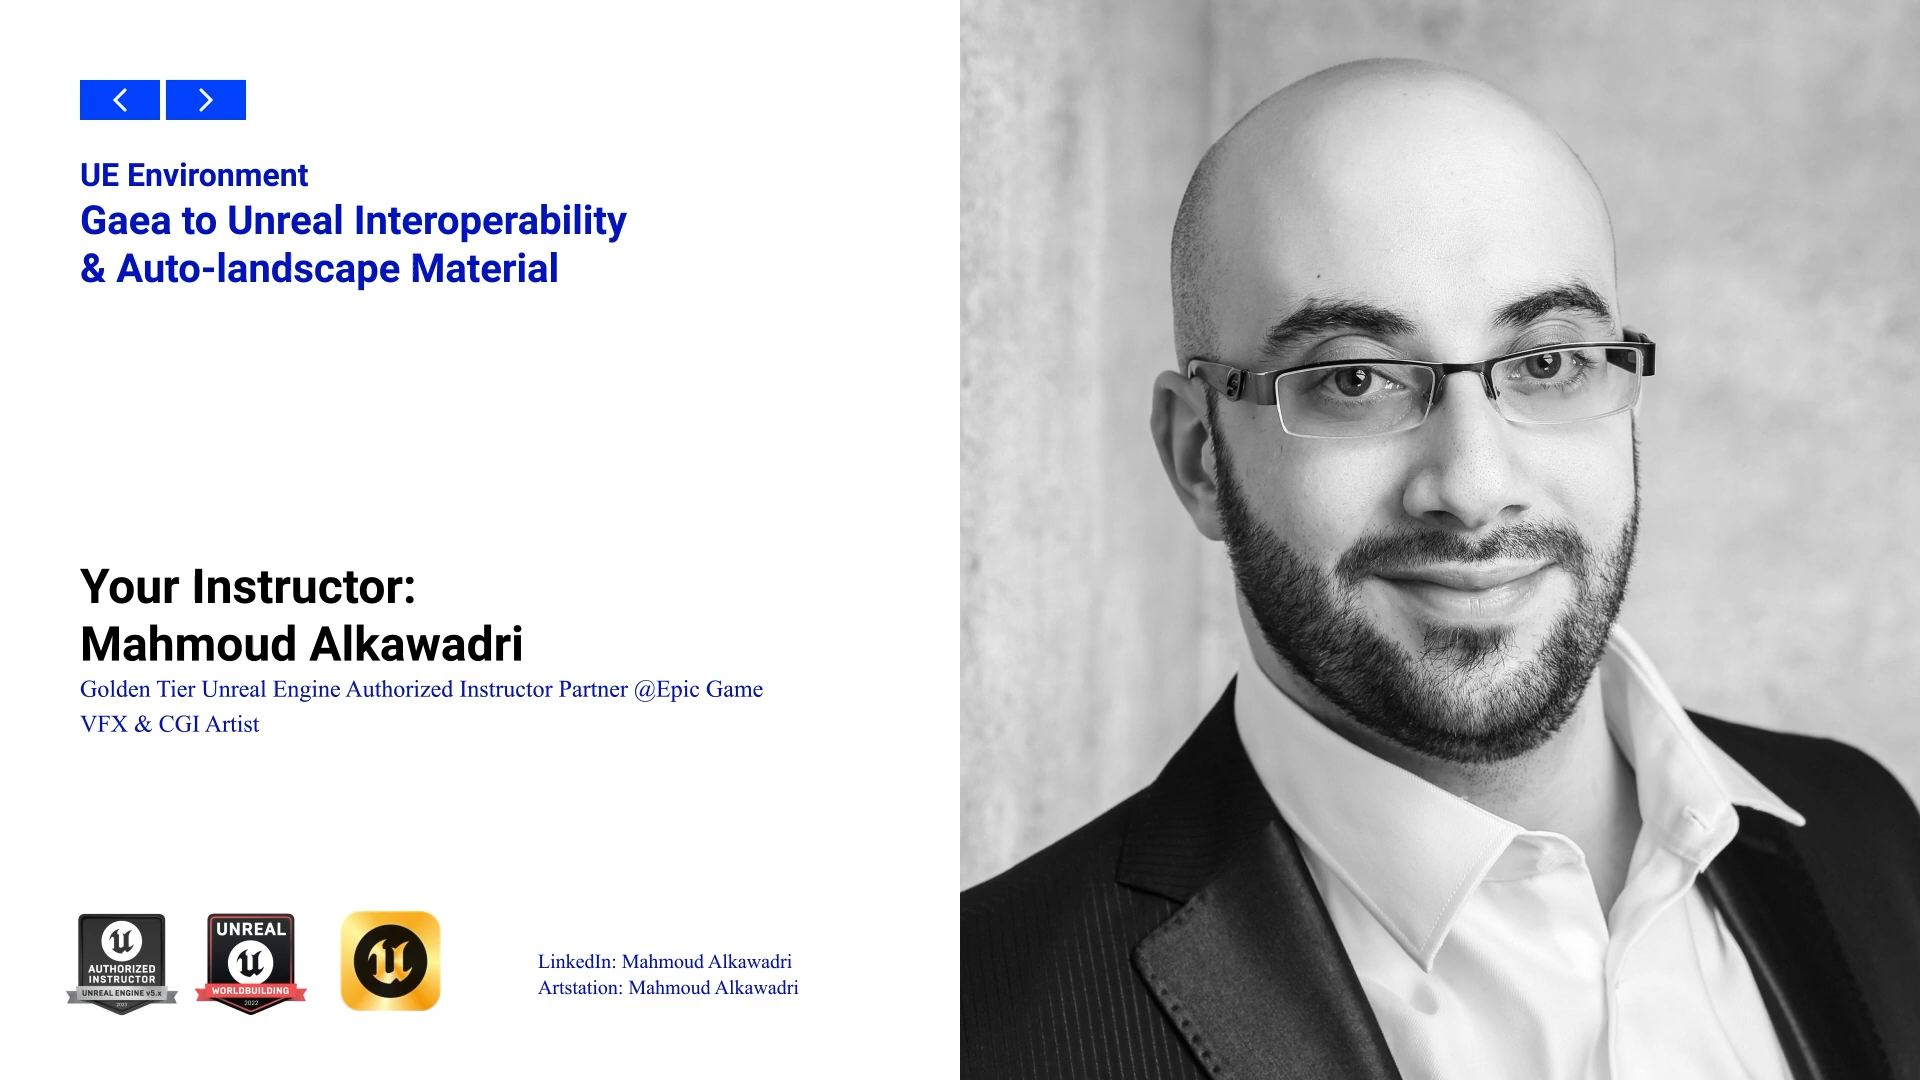 UE Environment
Gaea to Unreal Interoperability
& Auto-landscape Material
Your Instructor:
Mahmoud Alkawadri
Golden Tier Unreal Engine Authorized Instructor Partner @Epic Game
VFX & CGI Artist
AUTHORIZED
INSTRUCTOR
UNREAL ENGINE v5.x
UNREAL
WORLDBUILDING
2022
LinkedIn: Mahmoud Alkawadri
Artstation: Mahmoud Alkawadri